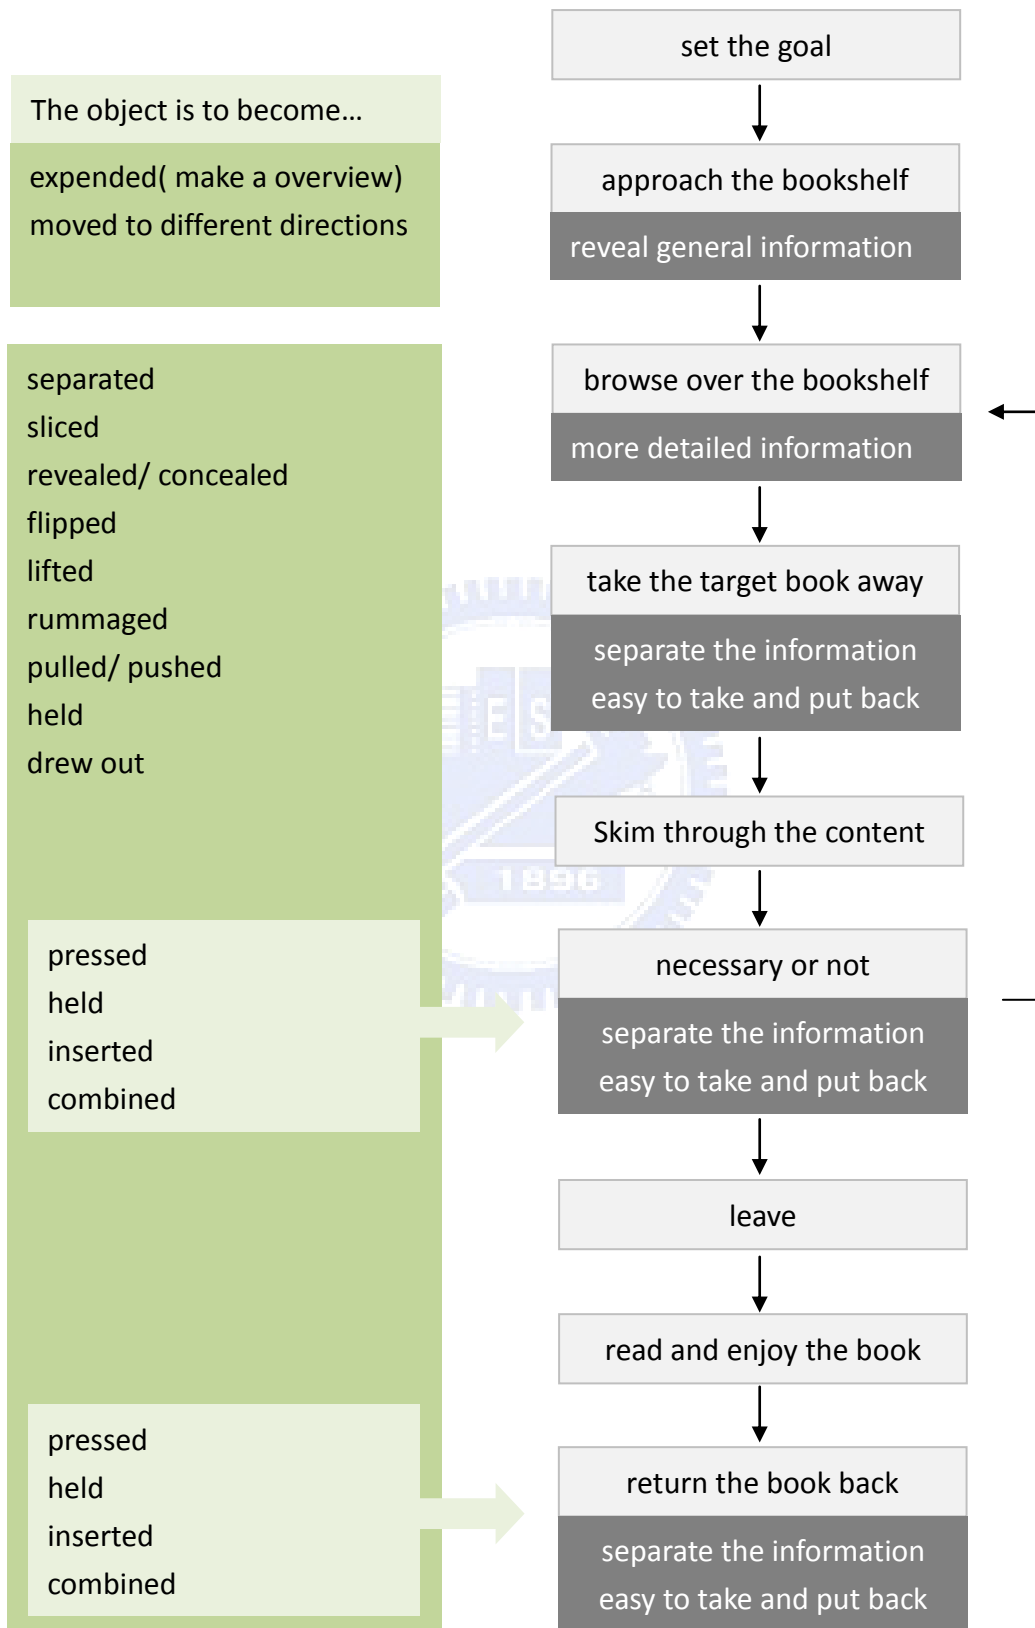 set the goal
The object is to become…
expended( make a overview)
moved to different directions
approach the bookshelf
reveal general information
separated
sliced
revealed/ concealed
flipped
lifted
rummaged
pulled/ pushed
held
drew out
browse over the bookshelf
more detailed information
take the target book away
separate the information
easy to take and put back
E S
Skim through the content
1896
pressed
held
inserted
combined
necessary or not
separate the information
easy to take and put back
leave
read and enjoy the book
pressed
held
inserted
combined
return the book back
separate the information
easy to take and put back